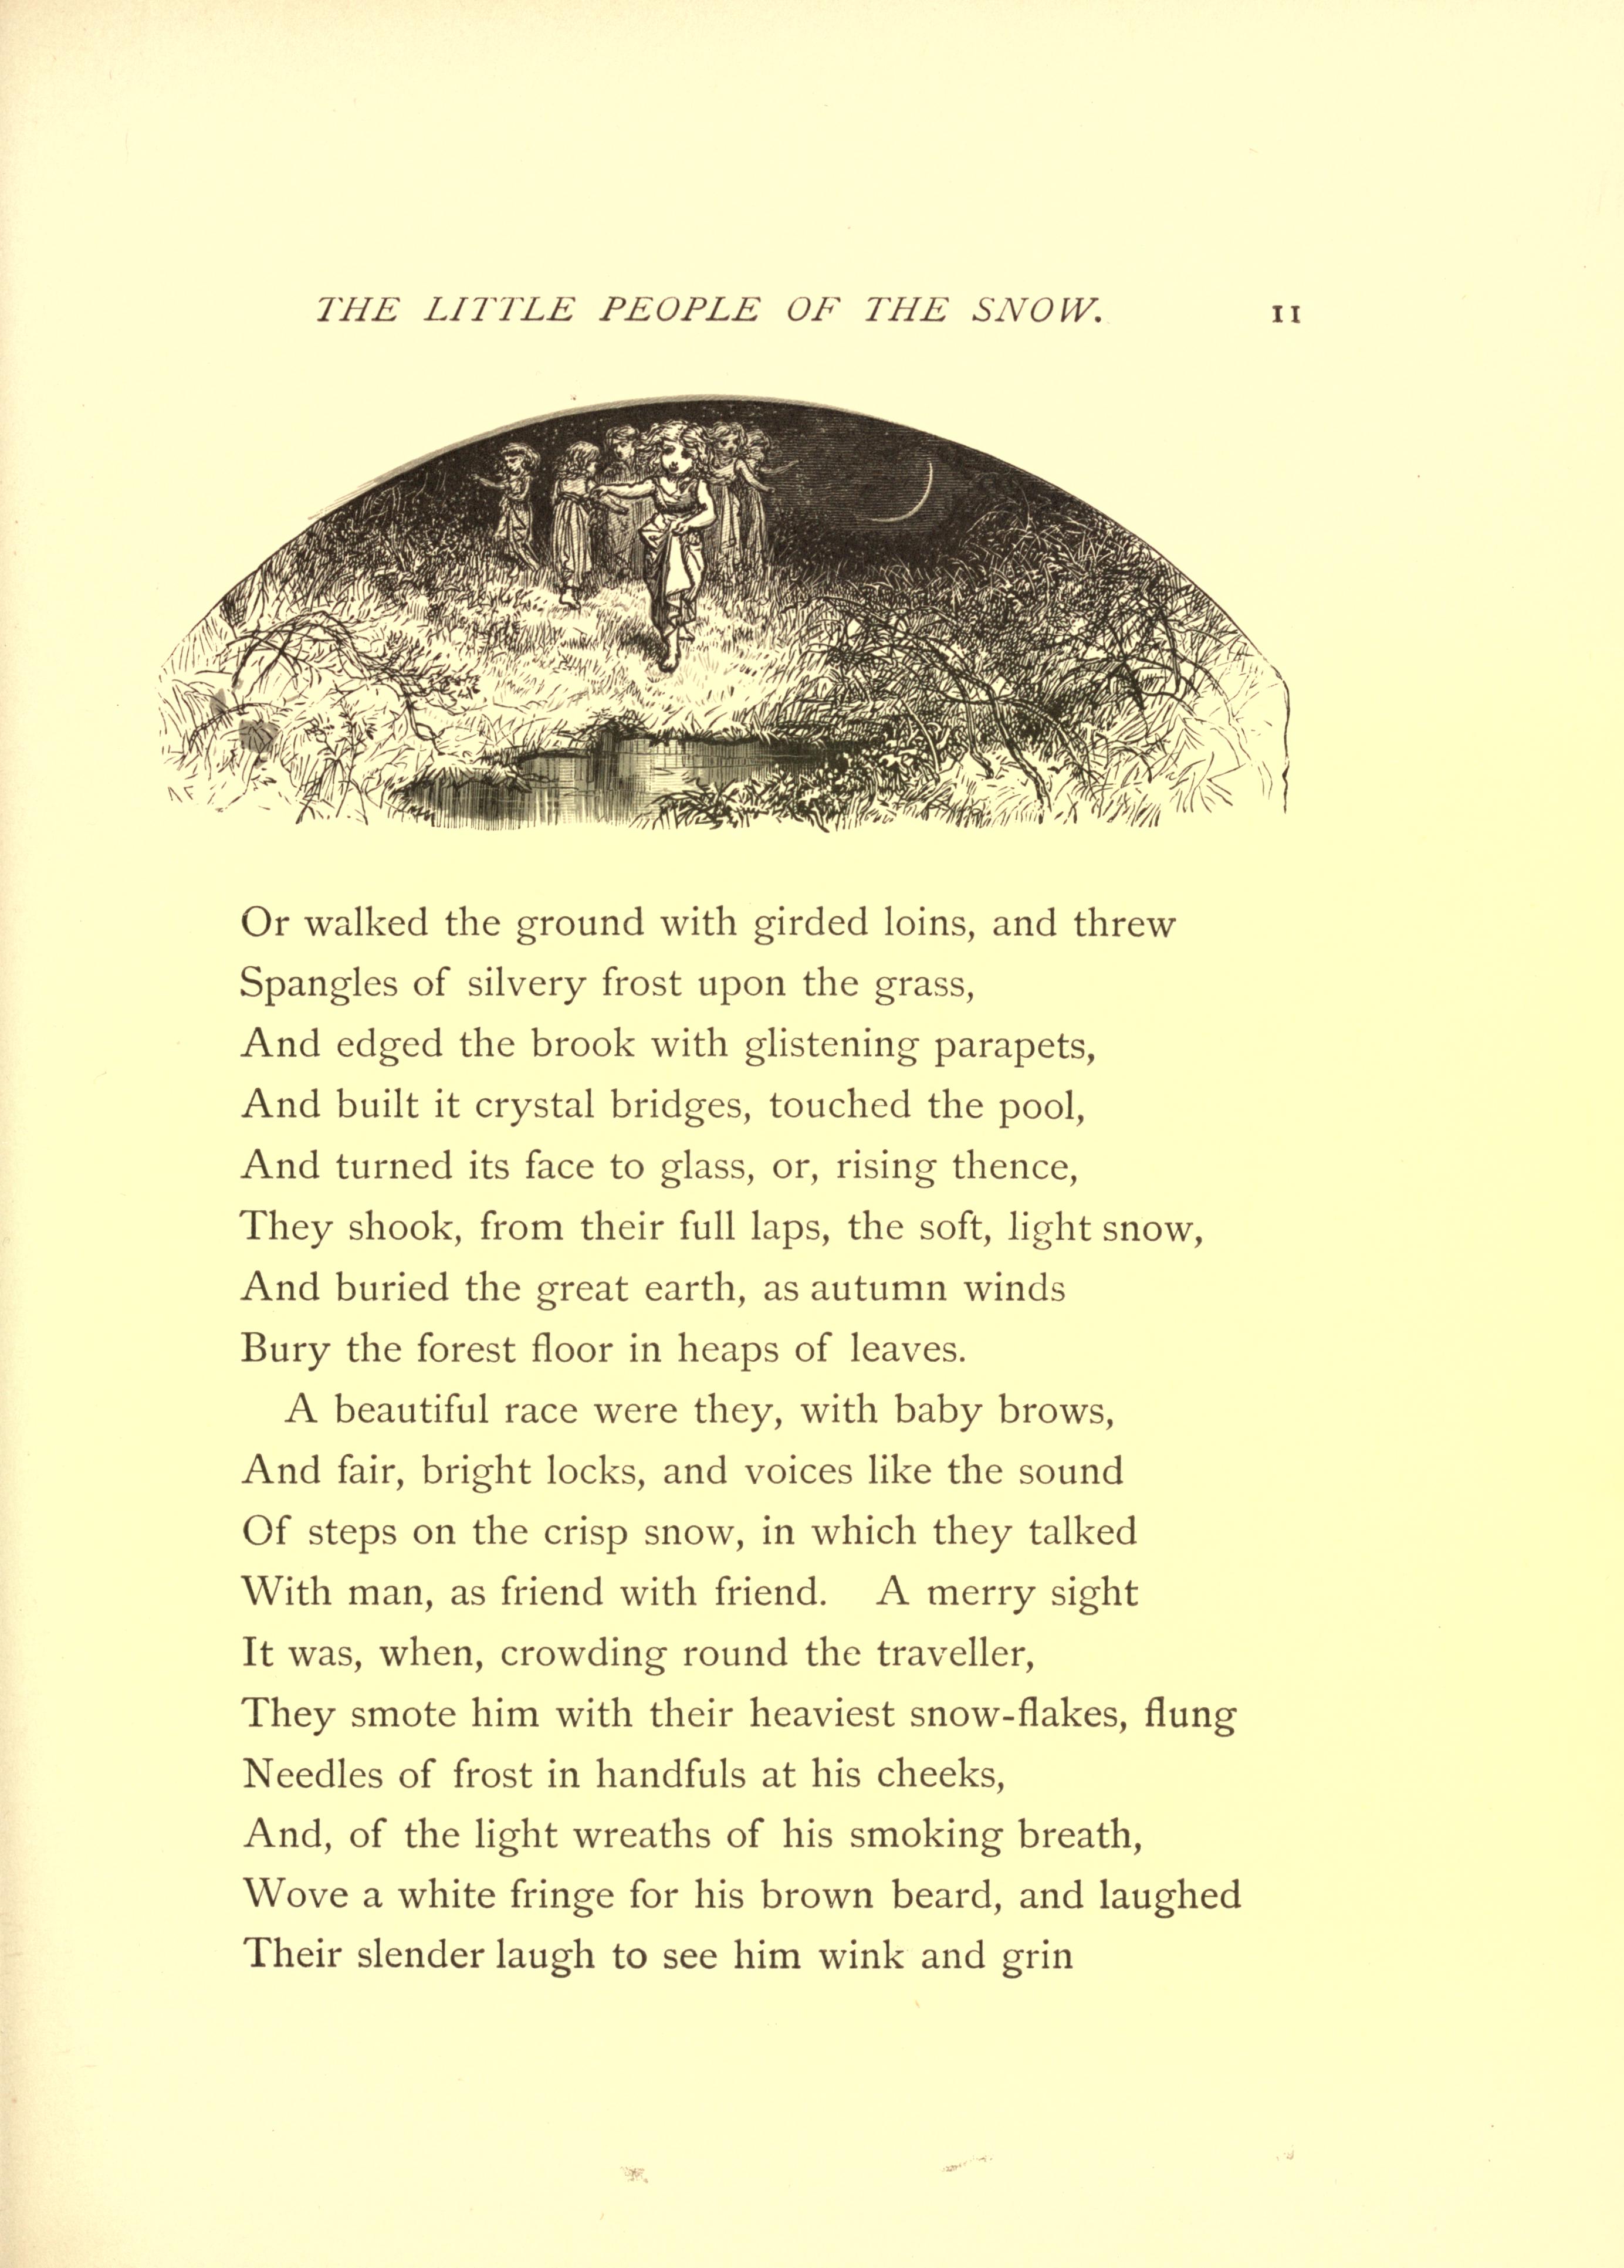 THE LITTLE PEOPLE OF THE SNOW. 11
Or walked the ground with girded loins, and threw
Spangles of silvery frost upon the grass,
And edged the brook with glistening parapets,
And built it crystal bridges, touched the pool,
And turned its face to glass, or, rising thence,
They shook, from their full laps, the soft, light snow,
And buried the great earth, as autumn winds
Bury the forest floor in heaps of leaves.
A beautiful race were they, with baby brows,
And fair, bright locks, and voices like the sound
Of steps on the crisp snow, in which they talked
With man, as friend with friend. A merry sight
It was, when, crowding round the traveller,
They smote him with their heaviest snow-flakes, flung
Needles of frost in handfuls at his cheeks,
And, of the light wreaths of his smoking breath,
Wove a white fringe for his brown beard, and laughed
Their slender laugh to see him wink and grin